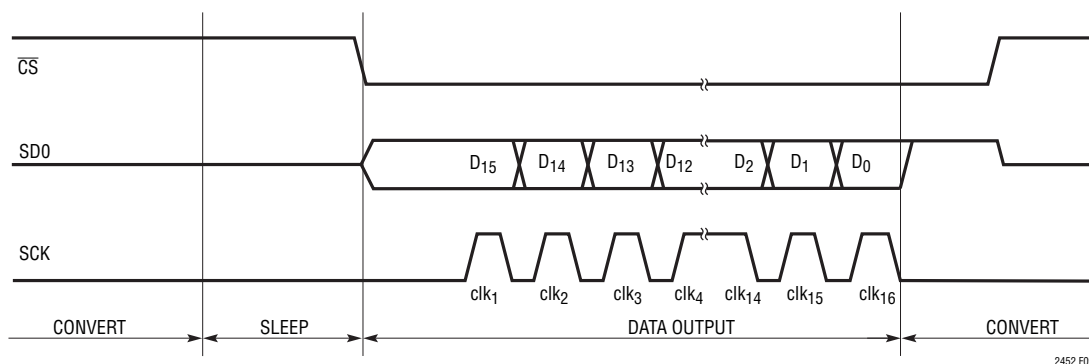 CS
SD0
D15 D14 D13 D12 D2 D1 D0
SCK
clk1 clk2 clk3 clk4 clk14 clk15 clk16
CONVERT SLEEP DATA OUTPUT CONVERT